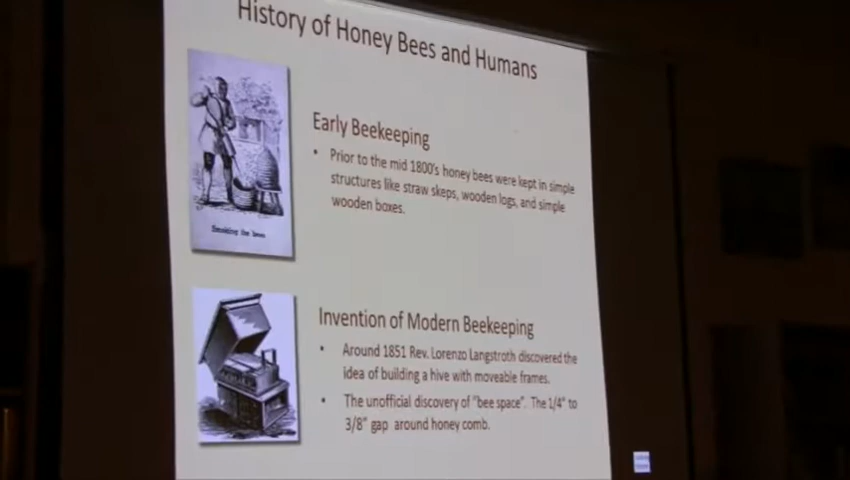 History of Honey Bees and Humans
Early Beekeeping
• Prior to the mid 1800's honey bees were kept in simple
structures like straw skeps, wooden logs, and simple
wooden boxes.
Smoking the bees
Invention of Modern Beekeeping
• Around 1851 Rev. Lorenzo Langstroth discovered the
idea of building a hive with moveable frames.
• The unofficial discovery of "bee space". The 1/4" to
3/8" gap around honey comb.